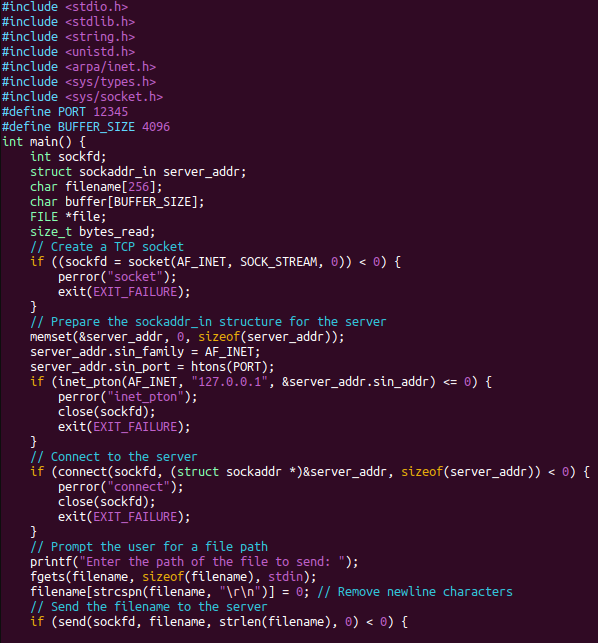 #include <stdio.h>
#include <stdlib.h>
#include <string.h>
#include <unistd.h>
#include <arpa/inet.h>
#include <sys/types.h>
#include <sys/socket.h>
#define PORT 12345
#define BUFFER_SIZE 4096
int main() {
    int sockfd;
    struct sockaddr_in server_addr;
    char filename[256];
    char buffer[BUFFER_SIZE];
    FILE *file;
    size_t bytes_read;
    // Create a TCP socket
    if ((sockfd = socket(AF_INET, SOCK_STREAM, 0)) < 0) {
        perror("socket");
        exit(EXIT_FAILURE);
    }
    // Prepare the sockaddr_in structure for the server
    memset(&server_addr, 0, sizeof(server_addr));
    server_addr.sin_family = AF_INET;
    server_addr.sin_port = htons(PORT);
    if (inet_pton(AF_INET, "127.0.0.1", &server_addr.sin_addr) <= 0) {
        perror("inet_pton");
        close(sockfd);
        exit(EXIT_FAILURE);
    }
    // Connect to the server
    if (connect(sockfd, (struct sockaddr *)&server_addr, sizeof(server_addr)) < 0) {
        perror("connect");
        close(sockfd);
        exit(EXIT_FAILURE);
    }
    // Prompt the user for a file path
    printf("Enter the path of the file to send: ");
    fgets(filename, sizeof(filename), stdin);
    filename[strcspn(filename, "\r\n")] = 0; // Remove newline characters
    // Send the filename to the server
    if (send(sockfd, filename, strlen(filename), 0) < 0) {